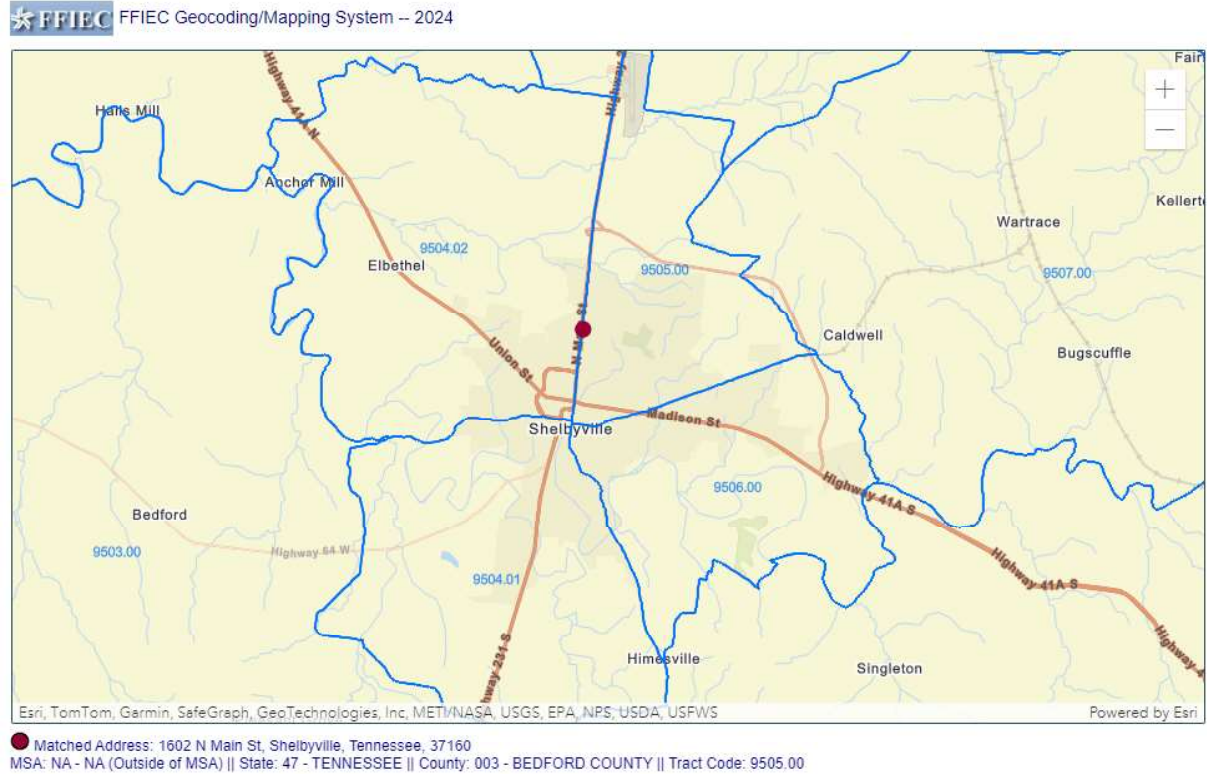 FFIEC FFIEC Geocoding/Mapping System -- 2024
Highway 41A N
Halls Mill
Anchor Mill
Elbethel
9504.02
9505.00
Wartrace
9507.00
Caldwell
Bugscuffle
Union St
Madison St
Shelbyville
9506.00
Highway 41A S
Bedford
9503.00
Highway 64 W
9504.01
Highway 41A S
Himesville
Singleton
Esri, TomTom, Garmin, SafeGraph, GeoTechnologies, Inc, METI/NASA, USGS, EPA, NPS, USDA, USFWS
Powered by Esri
Matched Address: 1602 N Main St, Shelbyville, Tennessee, 37160
MSA: NA - NA (Outside of MSA) || State: 47 - TENNESSEE || County: 003 - BEDFORD COUNTY || Tract Code: 9505.00